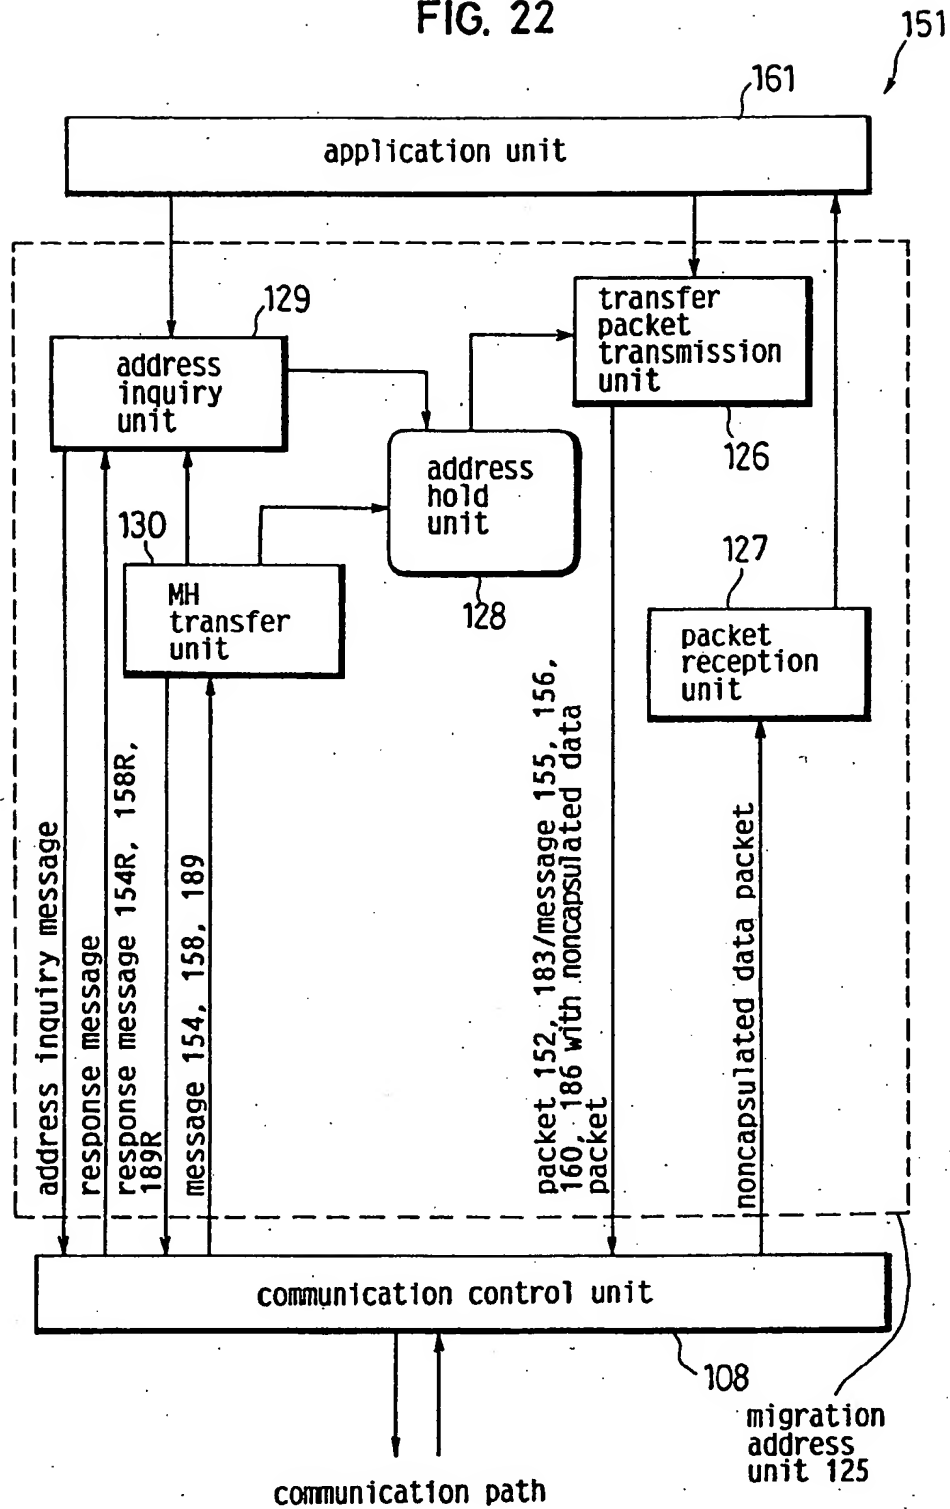 FIG. 22
151
161
application unit
129
address
inquiry
unit
transfer
packet
transmission
unit
126
address
hold
unit
128
130
MH
transfer
unit
127
packet
reception
unit
address inquiry message
response message
response message 154R, 158R,
189R
message 154, 158, 189
packet 152, 183/message 155, 156,
160, 186 with noncapsulated data
packet
noncapsulated data packet
communication control unit
108
migration
address
unit 125
communication path